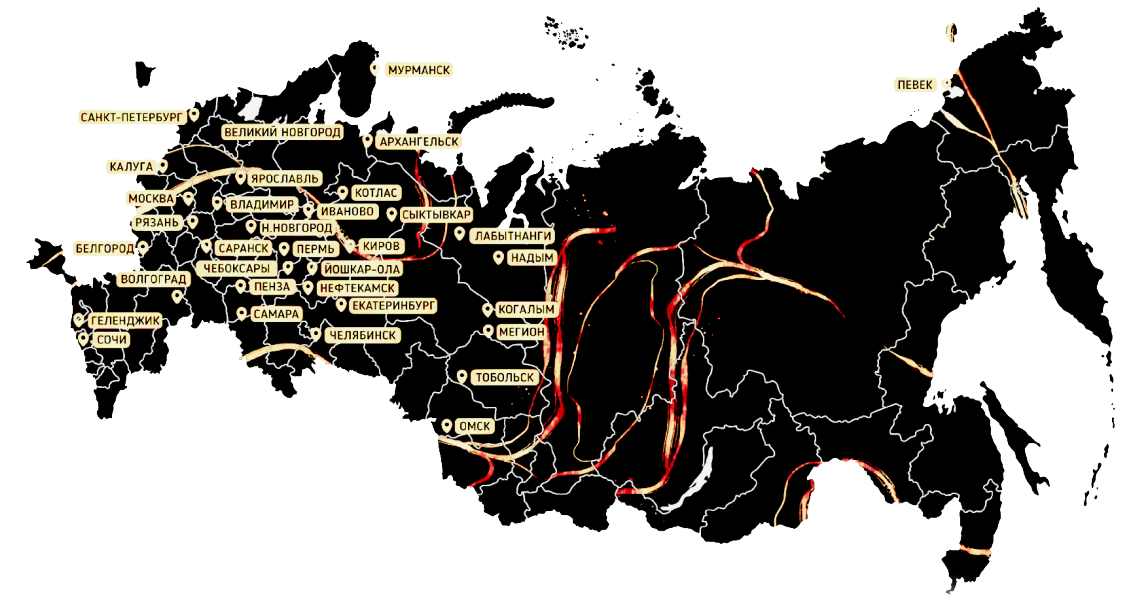 МУРМАНСК
ПЕВЕК
САНКТ-ПЕТЕРБУРГ
ВЕЛИКИЙ НОВГОРОД
АРХАНГЕЛЬСК
КАЛУГА
ЯРОСЛАВЛЬ
КОТЛАС
МОСКВА
ВЛАДИМИР
ИВАНОВО
СЫКТЫВКАР
РЯЗАНЬ
Н.НОВГОРОД
ЛАБЫТНАНГИ
БЕЛГОРОД
САРАНСК
ПЕРМЬ
КИРОВ
НАДЫМ
ЧЕБОКСАРЫ
ЙОШКАР-ОЛА
ВОЛГОГРАД
ПЕНЗА
НЕФТЕКАМСК
ЕКАТЕРИНБУРГ
КОГАЛЫМ
САМАРА
ГЕЛЕНДЖИК
МЕГИОН
СОЧИ
ЧЕЛЯБИНСК
ТОБОЛЬСК
ОМСК